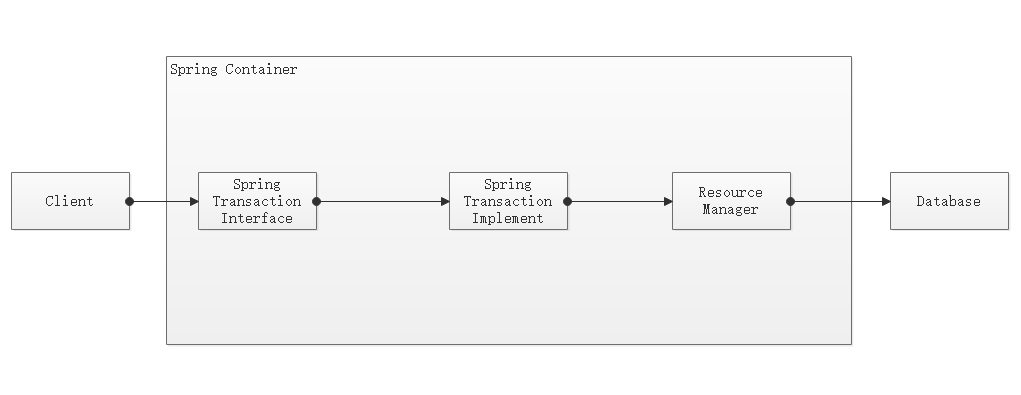 Spring Container
Client
Spring
Transaction
Interface
Spring
Transaction
Implement
Resource
Manager
Database